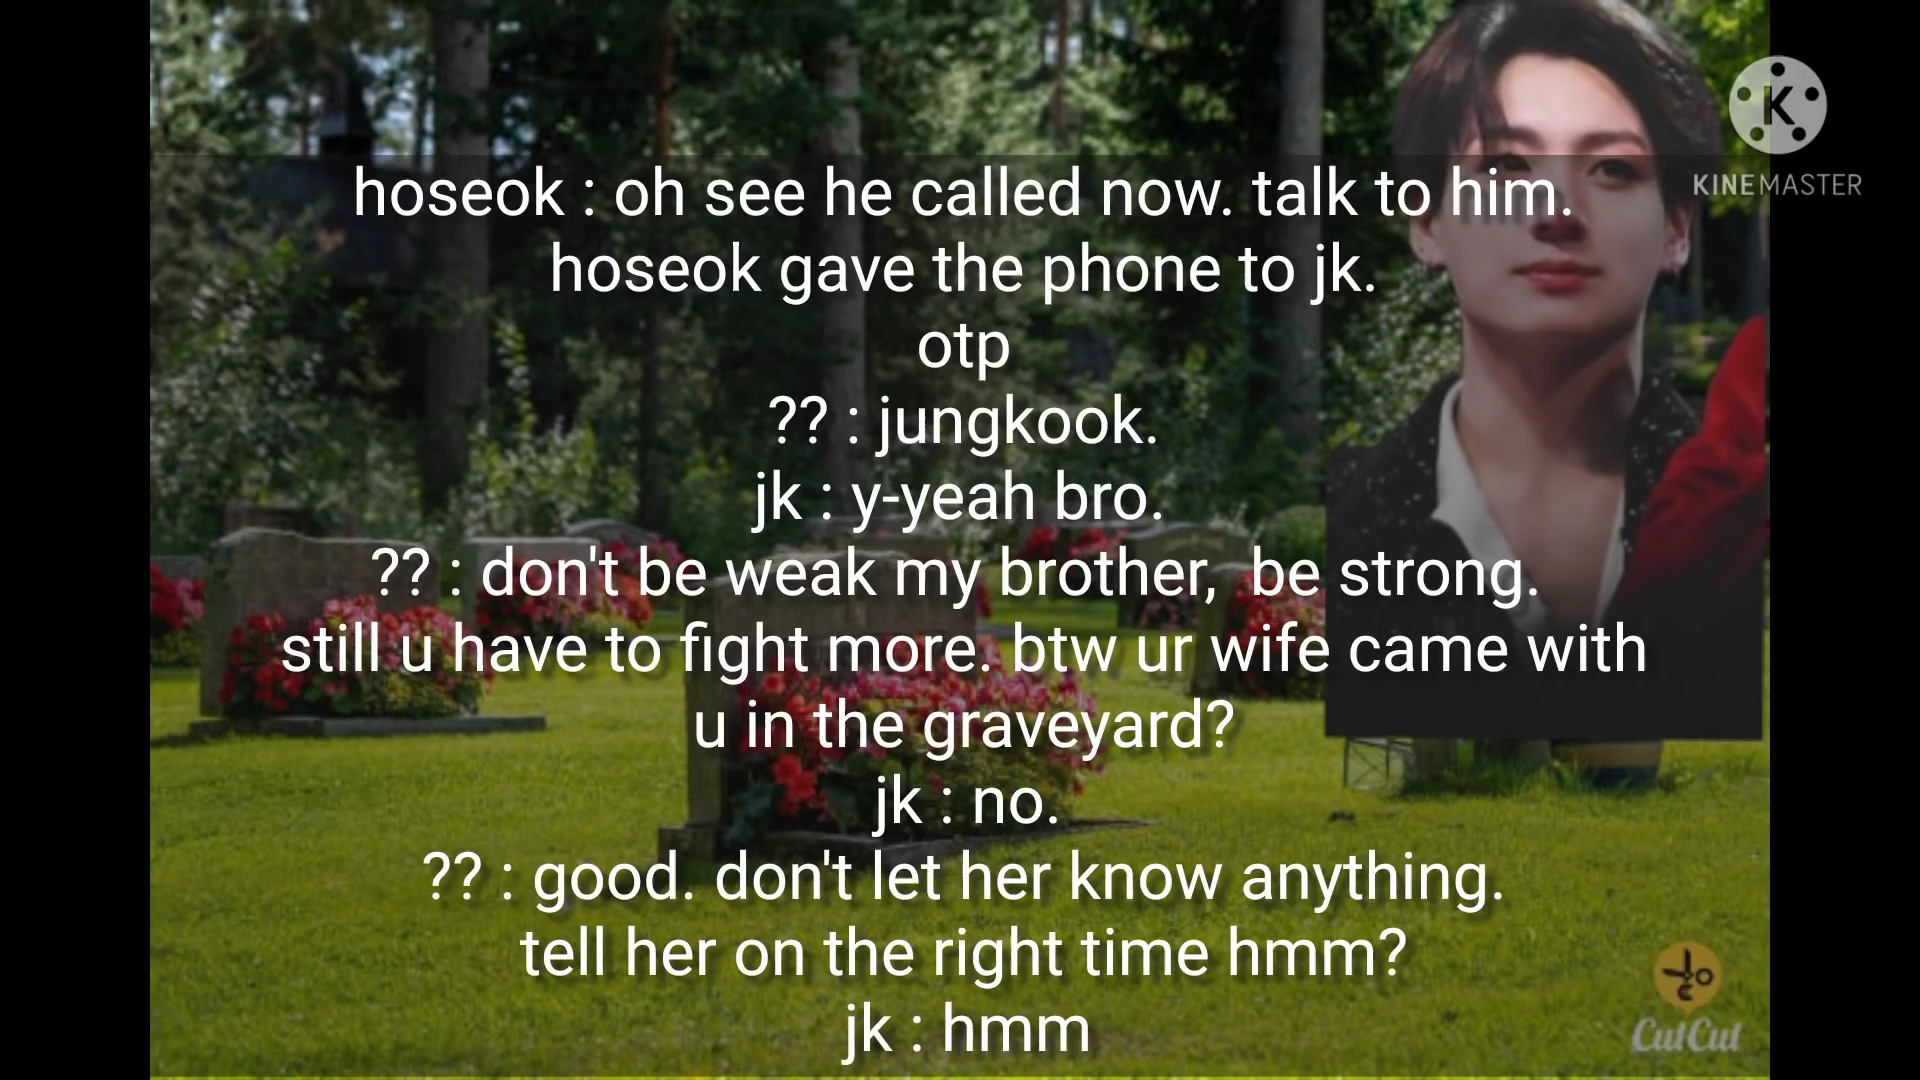 hoseok : oh see he called now. talk to him.
hoseok gave the phone to jk.
otp
?? : jungkook.
jk : y-yeah bro.
?? : don't be weak my brother,  be strong.
still u have to fight more. btw ur wife came with
u in the graveyard?
jk : no.
?? : good. don't let her know anything.
tell her on the right time hmm?
jk : hmm
K
KINEMASTER
CutCut